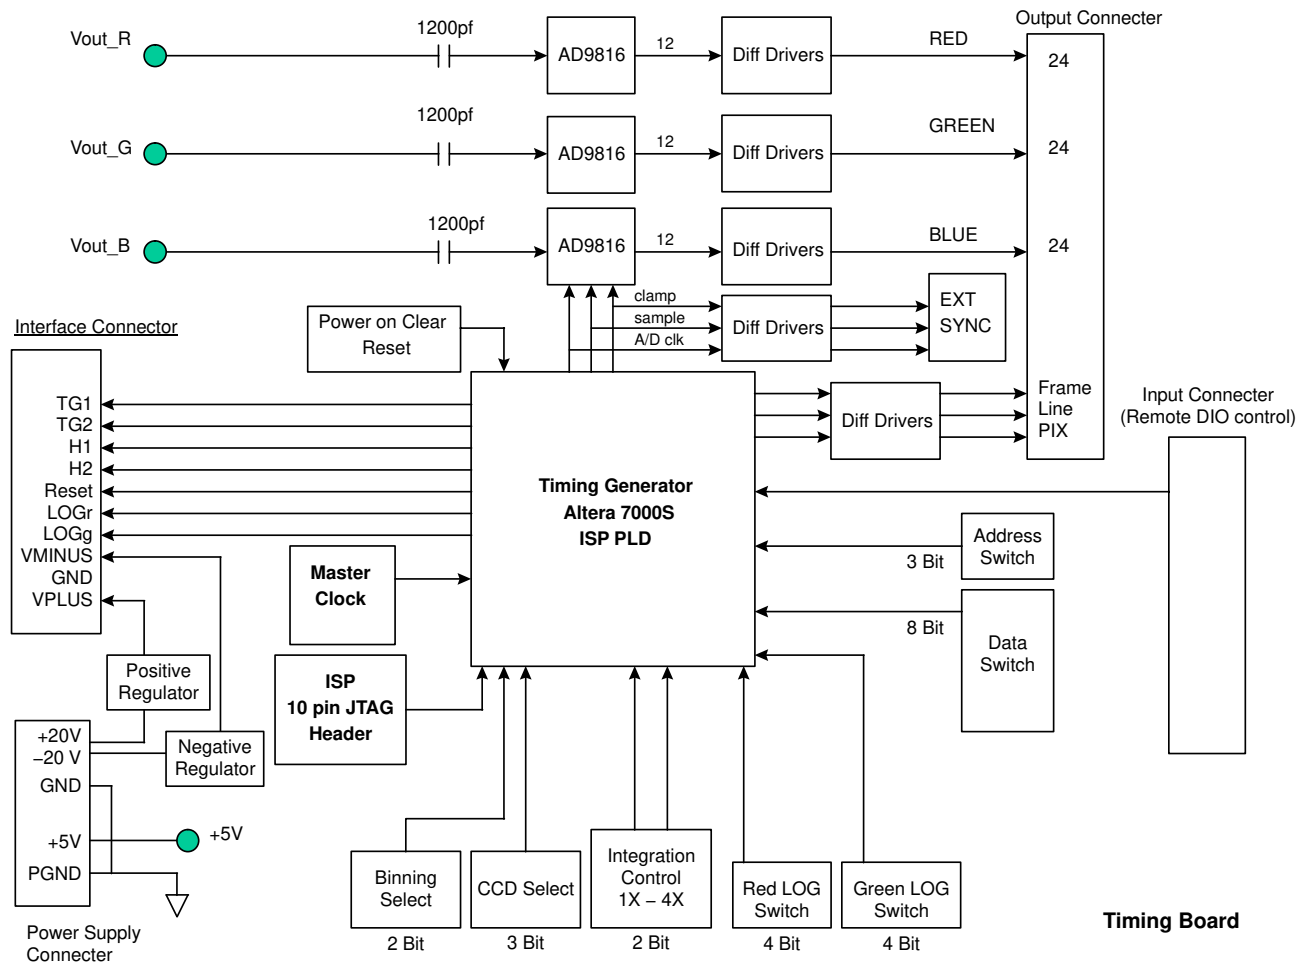 Output Connecter
Vout_R
1200pf
AD9816
12
Diff Drivers
RED
24
Vout_G
1200pf
AD9816
12
Diff Drivers
GREEN
24
Vout_B
1200pf
AD9816
12
Diff Drivers
BLUE
24
clamp
sample
A/D clk
Diff Drivers
EXT
SYNC
Power on Clear
Reset
Interface Connector
TG1
TG2
H1
H2
Reset
LOGr
LOGg
VMINUS
GND
VPLUS
Timing Generator
Altera 7000S
ISP PLD
Diff Drivers
Frame
Line
PIX
Input Connecter
(Remote DIO control)
Address
Switch
3 Bit
Data
Switch
8 Bit
Master
Clock
ISP
10 pin JTAG
Header
Positive
Regulator
Negative
Regulator
+20V
−20 V
GND
+5V
PGND
+5V
Power Supply
Connecter
Binning
Select
2 Bit
CCD Select
3 Bit
Integration
Control
1X − 4X
2 Bit
Red LOG
Switch
4 Bit
Green LOG
Switch
4 Bit
Timing Board